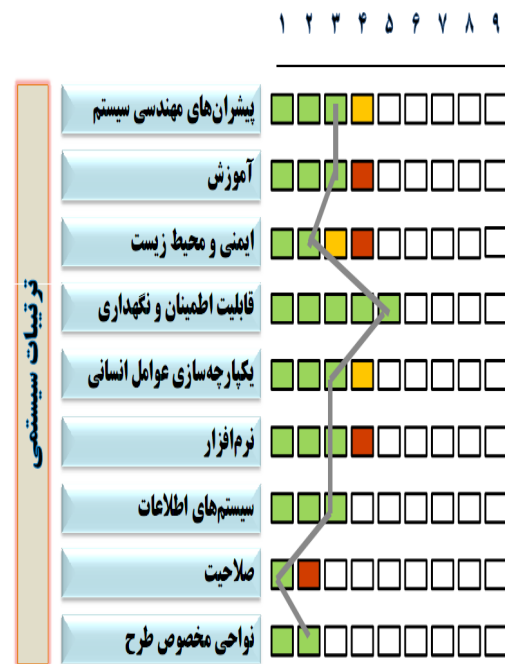 ۱ ۲ ۳ ۴ ۵ ۶ ۷ ۸ ۹
ترتیبات سیستمی
پیشران‌های مهندسی سیستم
آموزش
ایمنی و محیط زیست
قابلیت اطمینان و نگهداری
یکپارچه‌سازی عوامل انسانی
نرم‌افزار
سیستم‌های اطلاعات
صلاحیت
نواحی مخصوص طرح